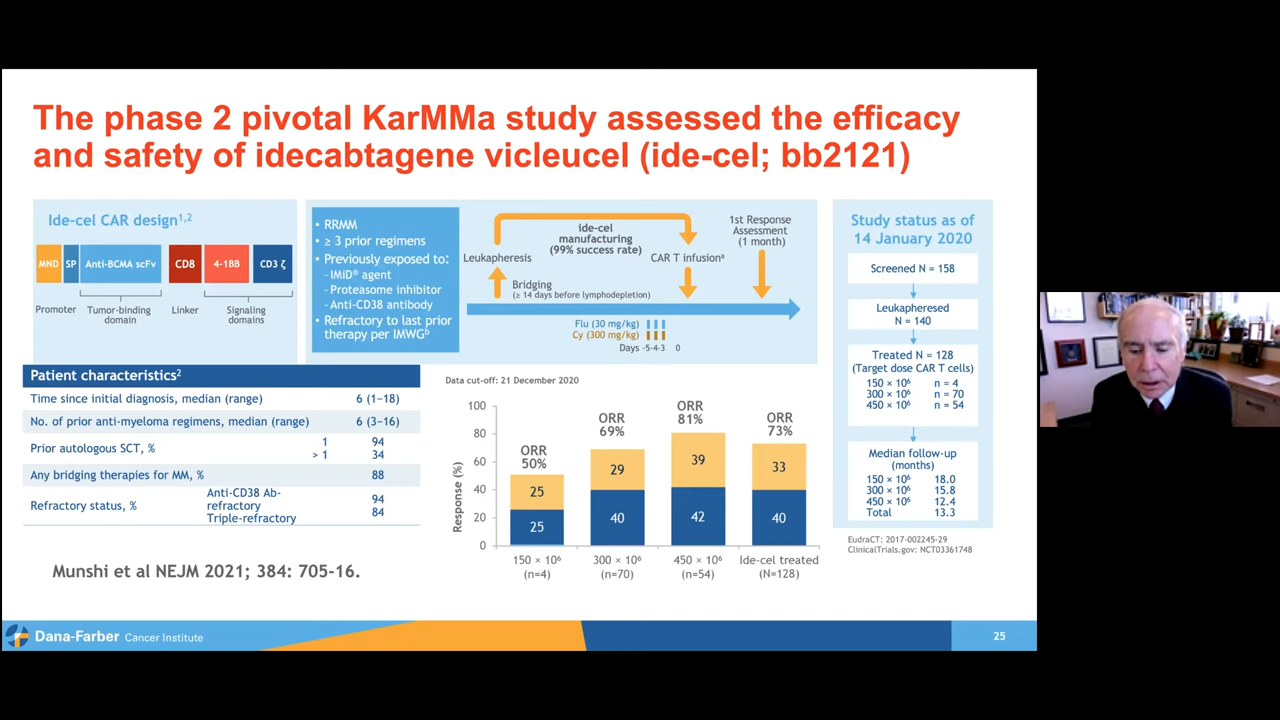 The phase 2 pivotal KarMMa study assessed the efficacy
and safety of idecabtagene vicleucel (ide-cel; bb2121)
Ide-cel CAR design1,2
MND SP Anti-BCMA scFv CD8 4-1BB CD3 ζ
Promoter Tumor-binding domain Linker Signaling domains
• RRMM
• ≥ 3 prior regimens
• Previously exposed to:
- IMiD® agent
- Proteasome inhibitor
- Anti-CD38 antibody
• Refractory to last prior
therapy per IMWGb
Leukapheresis
ide-cel
manufacturing
(99% success rate)
CAR T infusiona
1st Response
Assessment
(1 month)
Bridging
(≥ 14 days before lymphodepletion)
Flu (30 mg/kg)
Cy (300 mg/kg)
Days -5-4-3 0
Study status as of
14 January 2020
Screened N = 158
Leukapheresed
N = 140
Treated N = 128
(Target dose CAR T cells)
150 × 10⁶ n = 4
300 × 10⁶ n = 70
450 × 10⁶ n = 54
Median follow-up
(months)
150 × 10⁶ 18.0
300 × 10⁶ 15.8
450 × 10⁶ 12.4
Total 13.3
EudraCT: 2017-002245-29
ClinicalTrials.gov: NCT03361748
Patient characteristics2
Time since initial diagnosis, median (range) 6 (1–18)
No. of prior anti-myeloma regimens, median (range) 6 (3–16)
Prior autologous SCT, % 1 94
> 1 34
Any bridging therapies for MM, % 88
Refractory status, % Anti-CD38 Ab-
refractory 94
Triple-refractory 84
Data cut-off: 21 December 2020
Response (%)
100
80
60
40
20
0
ORR
50%
ORR
69%
ORR
81%
ORR
73%
25 29 39 33
25 40 42 40
150 × 10⁶ 300 × 10⁶ 450 × 10⁶ Ide-cel treated
(n=4) (n=70) (n=54) (N=128)
Munshi et al NEJM 2021; 384: 705-16.
Dana-Farber Cancer Institute
25